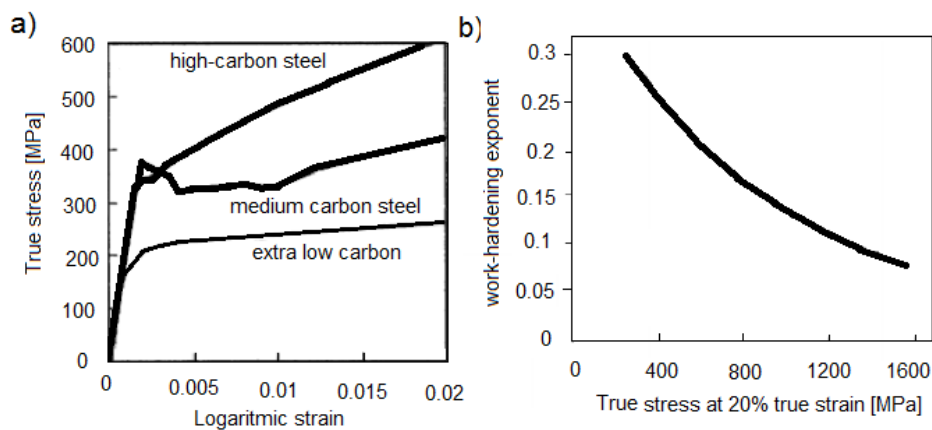 a)
True stress [MPa]
600
500
400
300
200
100
0
high-carbon steel
medium carbon steel
extra low carbon
0 0.005 0.01 0.015 0.02
Logaritmic strain
b)
work-hardening exponent
0.3
0.25
0.2
0.15
0.1
0.05
0
0 400 800 1200 1600
True stress at 20% true strain [MPa]